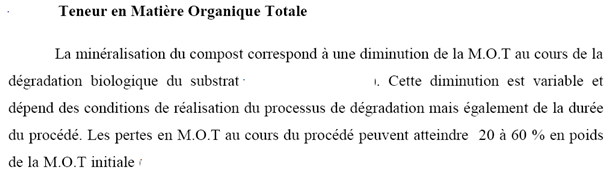 Teneur en Matière Organique Totale
La minéralisation du compost correspond à une diminution de la M.O.T au cours de la
dégradation biologique du substrat ). Cette diminution est variable et
dépend des conditions de réalisation du processus de dégradation mais également de la durée
du procédé. Les pertes en M.O.T au cours du procédé peuvent atteindre 20 à 60 % en poids
de la M.O.T initiale